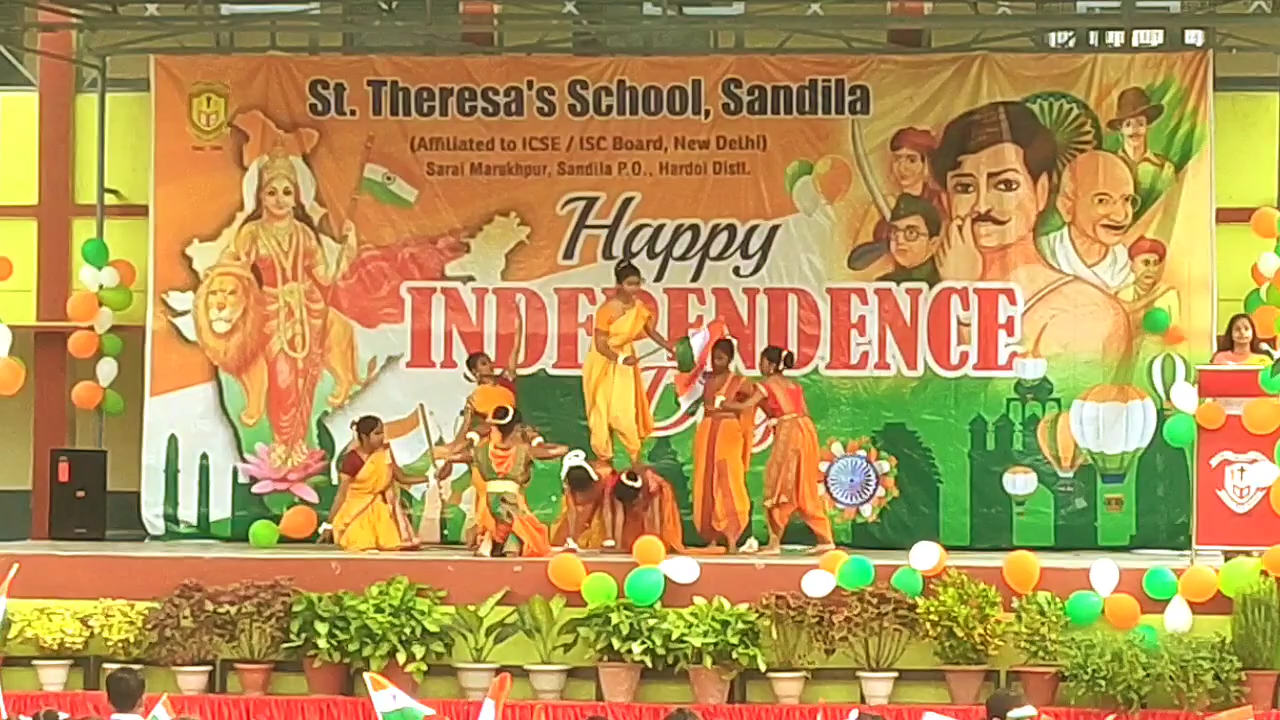 St. Theresa's School, Sandila
(Affiliated to ICSE / ISC Board, New Delhi)
Sarai Marukhpur, Sandila P.O., Hardoi Distt.
Happy
INDEPENDENCE